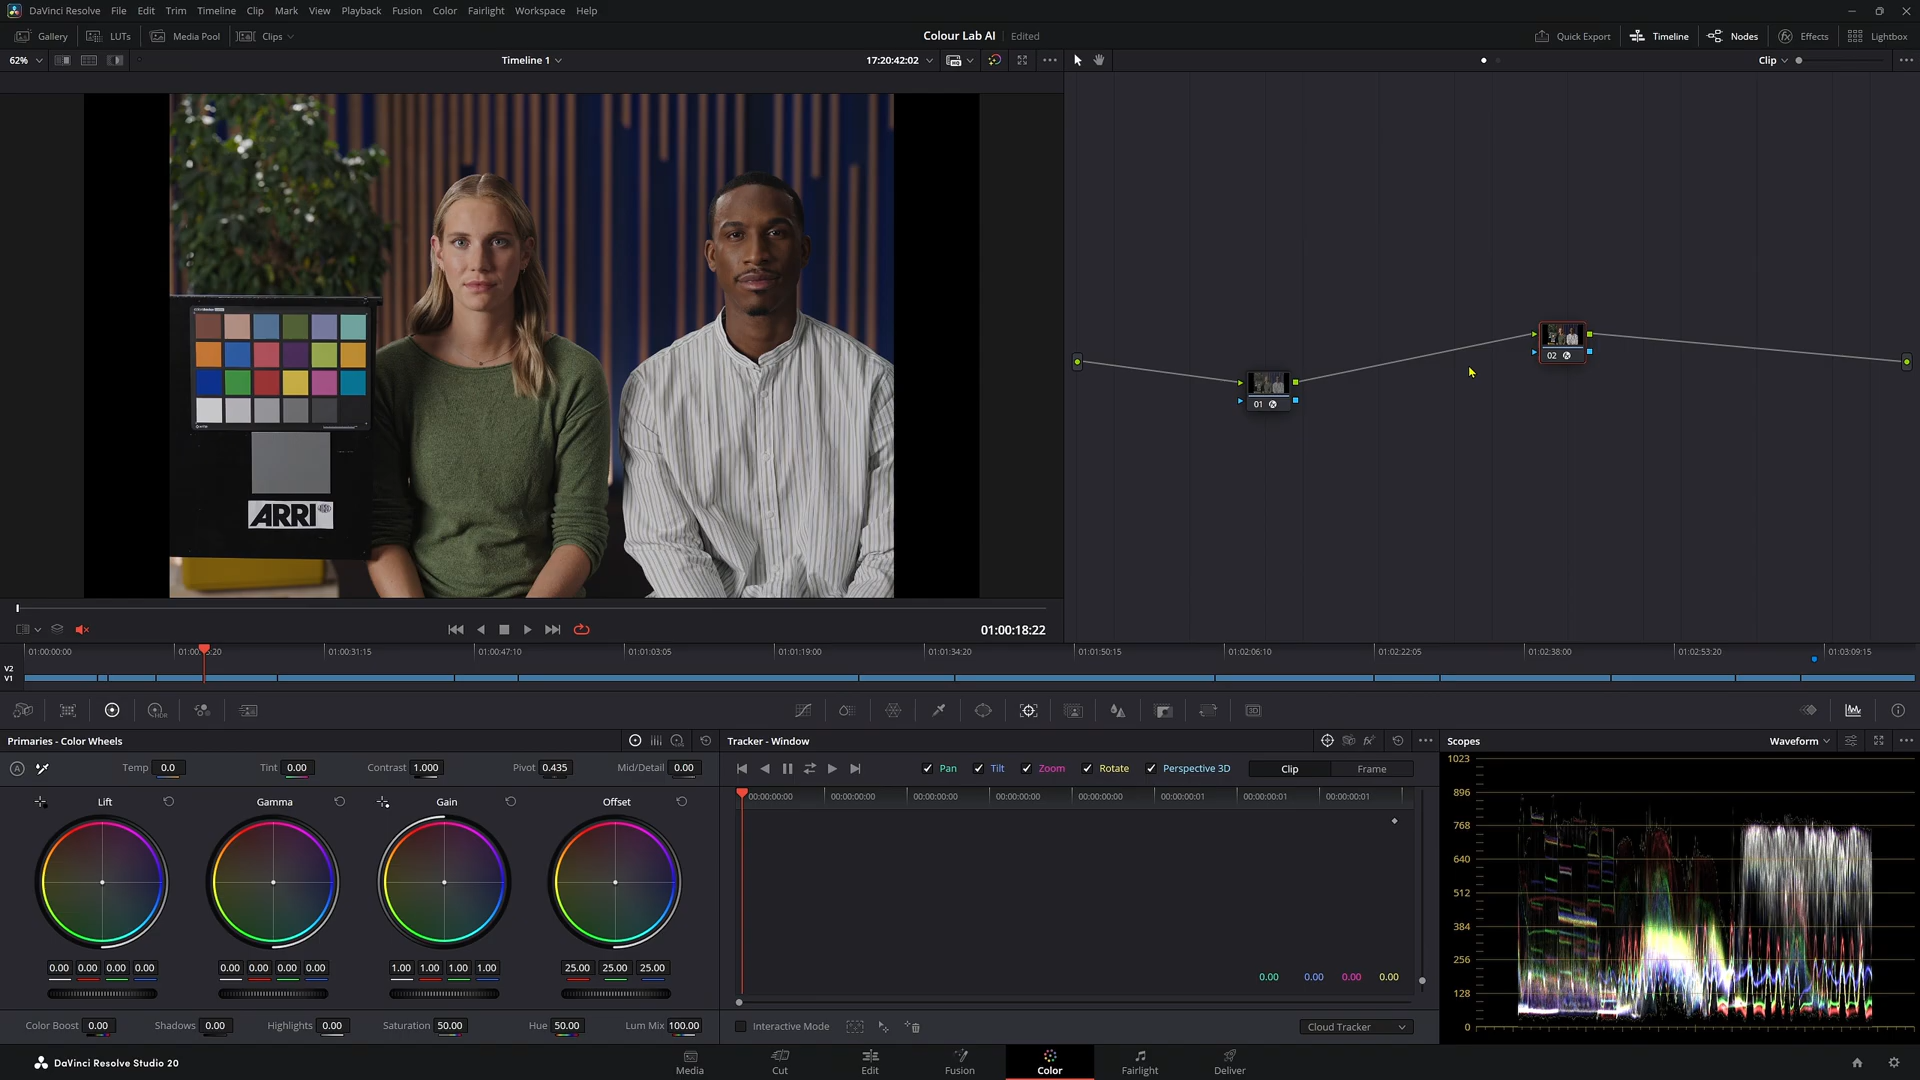 DaVinci Resolve File Edit Trim Timeline Clip Mark View Playback Fusion Color Fairlight Workspace Help
Gallery LUTs Media Pool Clips Colour Lab AI Edited Quick Export Timeline Nodes Effects Lightbox
62% Timeline 1 17:20:42:02 Clip
01 02
ARRI
01:00:18:22
01:00:00:00 01:00:31:15 01:00:47:10 01:01:03:05 01:01:19:00 01:01:34:20 01:01:50:15 01:02:06:10 01:02:22:05 01:02:38:00 01:02:53:20 01:03:09:15
V2
V1
Primaries - Color Wheels Tracker - Window Scopes Waveform
A Temp 0.0 Tint 0.00 Contrast 1.000 Pivot 0.435 Mid/Detail 0.00
Pan Tilt Zoom Rotate Perspective 3D Clip Frame
Lift Gamma Gain Offset
00:00:00:00 00:00:00:00 00:00:00:00 00:00:00:00 00:00:00:00 00:00:00:01 00:00:00:01 00:00:00:01
0.00 0.00 0.00 0.00 0.00 0.00 0.00 0.00 1.00 1.00 1.00 1.00 25.00 25.00 25.00
0.00 0.00 0.00 0.00
Color Boost 0.00 Shadows 0.00 Highlights 0.00 Saturation 50.00 Hue 50.00 Lum Mix 100.00
Interactive Mode Cloud Tracker
1023
896
768
640
512
384
256
128
0
DaVinci Resolve Studio 20 Media Cut Edit Fusion Color Fairlight Deliver